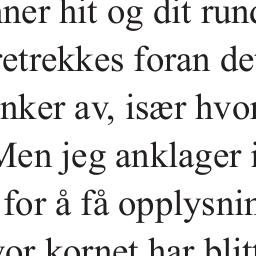 ner hit og dit rund
retrekkes foran de
nker av, især hvor
Men jeg anklager i
for å få opplysnin
or kornet har blitt